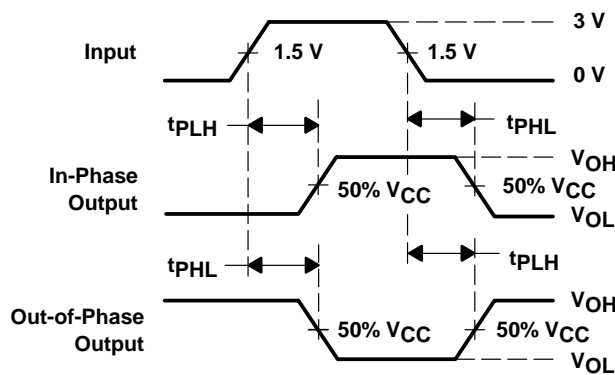 3 V
Input
1.5 V
1.5 V
0 V
tPLH
tPHL
VOH
In-Phase
Output
50% VCC
50% VCC
VOL
tPHL
tPLH
VOH
Out-of-Phase
Output
50% VCC
50% VCC
VOL